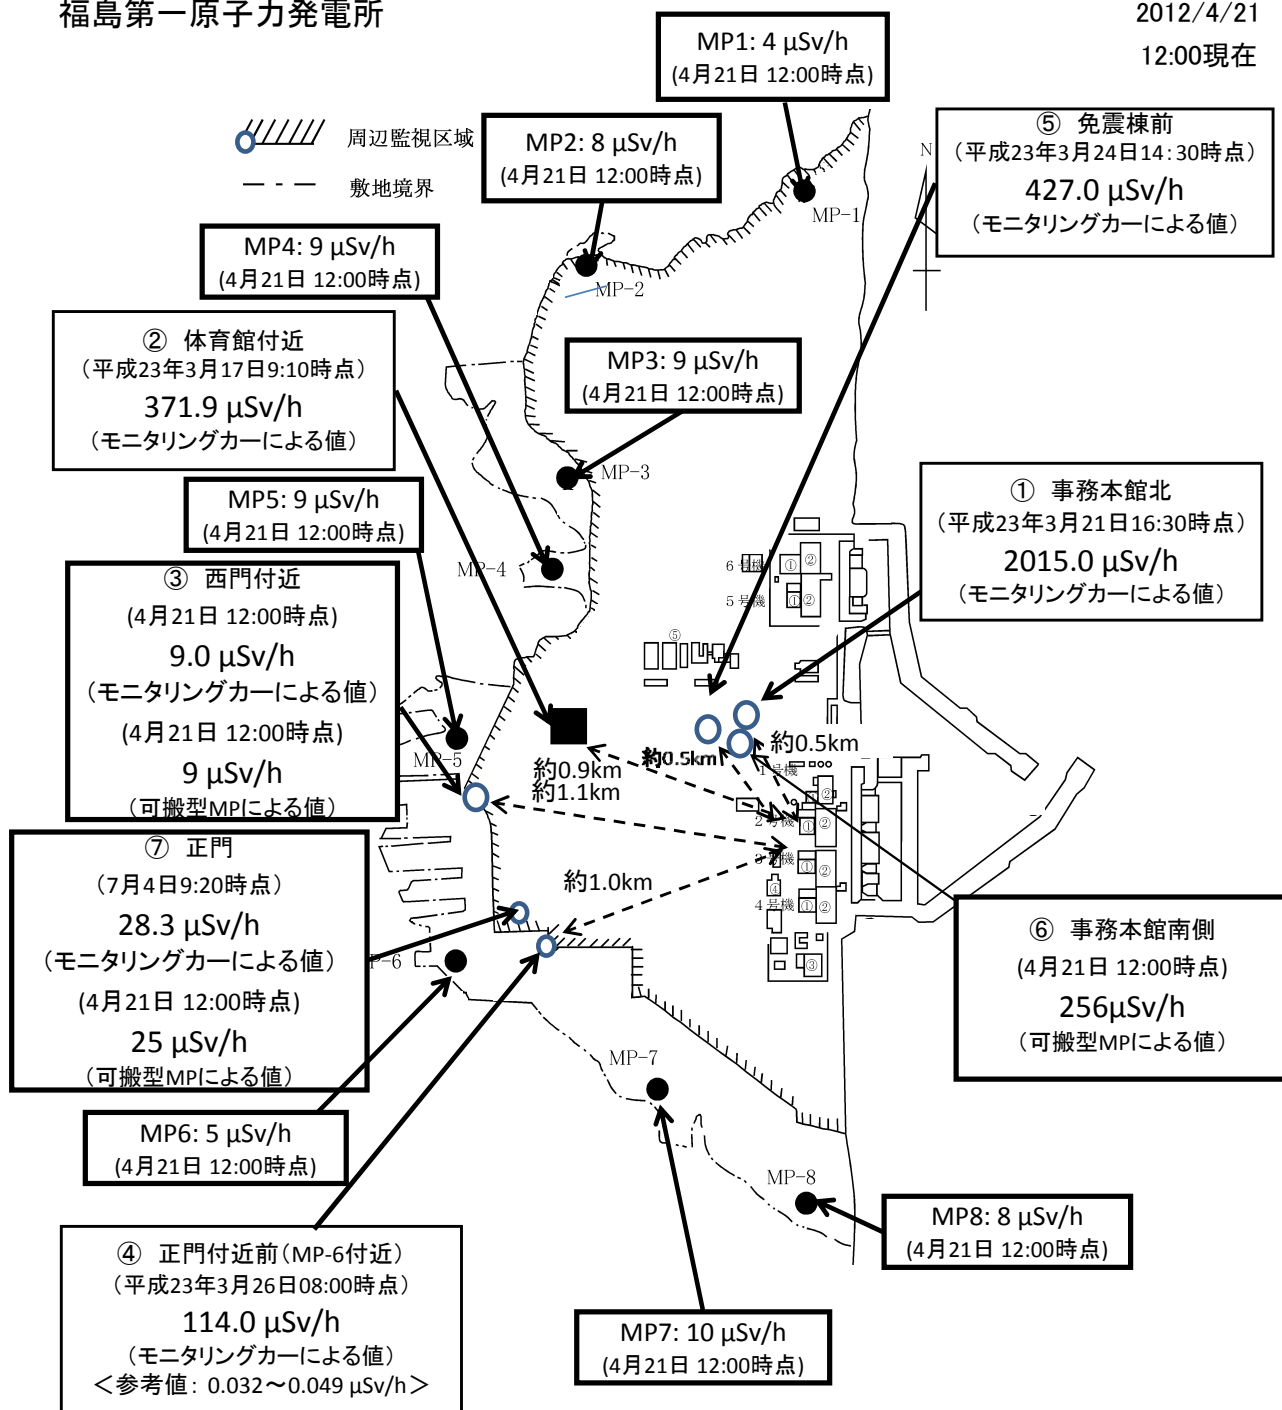 福島第一原子力発電所
2012/4/21
12:00現在
周辺監視区域
敷地境界
MP1: 4 μSv/h
(4月21日 12:00時点)
MP2: 8 μSv/h
(4月21日 12:00時点)
⑤ 免震棟前
(平成23年3月24日14:30時点)
427.0 μSv/h
(モニタリングカーによる値)
N
MP-1
MP4: 9 μSv/h
(4月21日 12:00時点)
MP-2
② 体育館付近
(平成23年3月17日9:10時点)
371.9 μSv/h
(モニタリングカーによる値)
MP3: 9 μSv/h
(4月21日 12:00時点)
MP-3
① 事務本館北
(平成23年3月21日16:30時点)
2015.0 μSv/h
(モニタリングカーによる値)
MP5: 9 μSv/h
(4月21日 12:00時点)
MP-4
6号機
① ②
5号機
① ②
⑤
③ 西門付近
(4月21日 12:00時点)
9.0 μSv/h
(モニタリングカーによる値)
(4月21日 12:00時点)
9 μSv/h
(可搬型MPによる値)
MP-5
約0.9km
約1.1km
約0.5km
約0.5km
1号機
②
2号機
① ②
3号機
① ②
④
4号機
① ②
③
約1.0km
⑦ 正門
(7月4日9:20時点)
28.3 μSv/h
(モニタリングカーによる値)
(4月21日 12:00時点)
25 μSv/h
(可搬型MPによる値)
P-6
⑥ 事務本館南側
(4月21日 12:00時点)
256μSv/h
(可搬型MPによる値)
MP-7
MP6: 5 μSv/h
(4月21日 12:00時点)
MP-8
MP8: 8 μSv/h
(4月21日 12:00時点)
④ 正門付近前(MP-6付近)
(平成23年3月26日08:00時点)
114.0 μSv/h
(モニタリングカーによる値)
<参考値: 0.032～0.049 μSv/h>
MP7: 10 μSv/h
(4月21日 12:00時点)